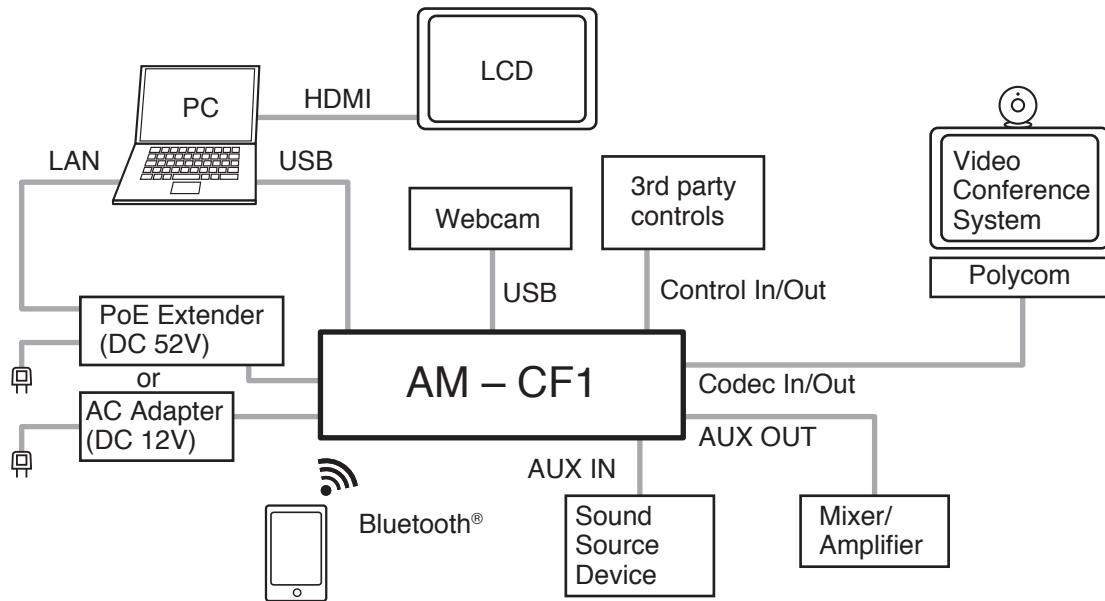 LCD
PC
HDMI
LAN
USB
Webcam
3rd party
controls
Video
Conference
System
Polycom
USB
Control In/Out
PoE Extender
(DC 52V)
or
AC Adapter
(DC 12V)
AM – CF1
Codec In/Out
AUX OUT
AUX IN
Bluetooth®
Sound
Source
Device
Mixer/
Amplifier